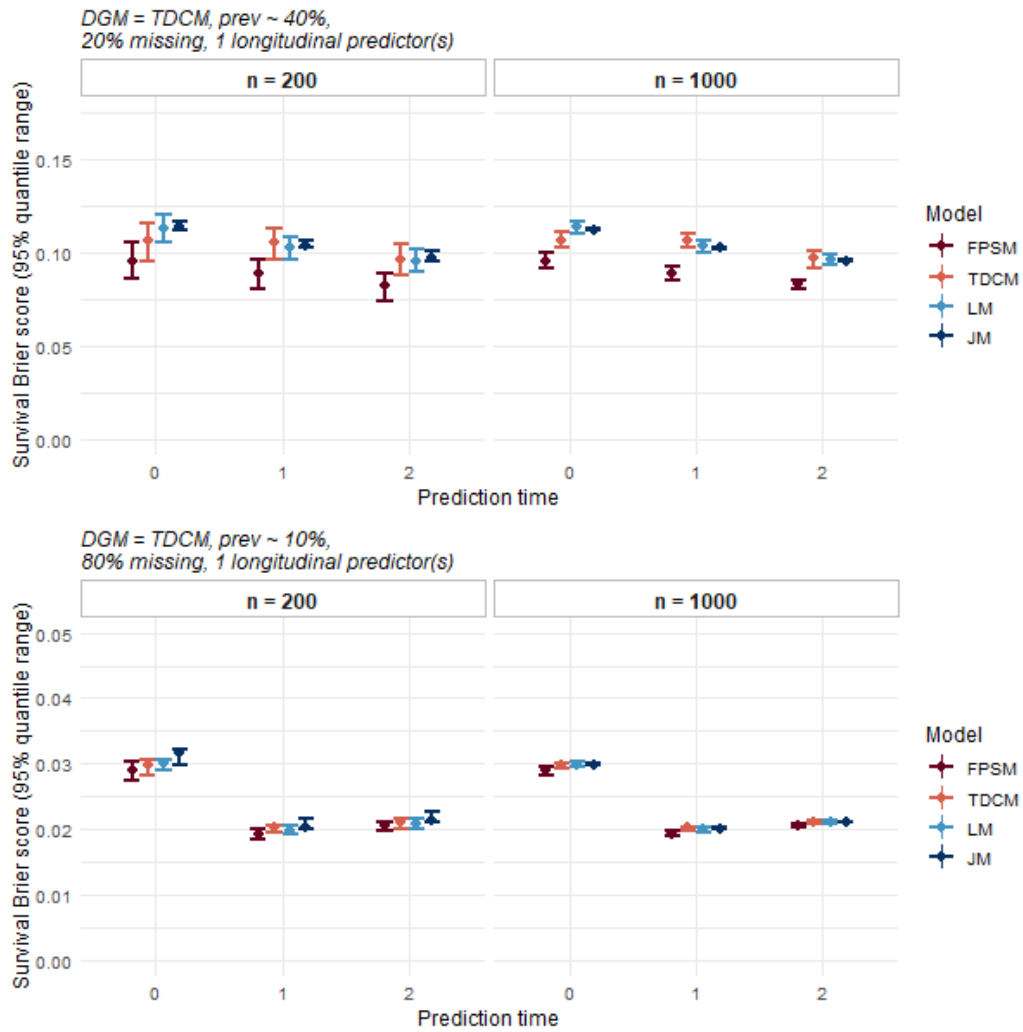 DGM = TDCM, prev ~ 40%,
20% missing, 1 longitudinal predictor(s)
n = 200
n = 1000
Survival Brier score (95% quantile range)
0.15
0.10
0.05
0.00
0
1
2
0
1
2
Prediction time
Model
FPSM
TDCM
LM
JM
DGM = TDCM, prev ~ 10%,
80% missing, 1 longitudinal predictor(s)
n = 200
n = 1000
Survival Brier score (95% quantile range)
0.05
0.04
0.03
0.02
0.01
0.00
0
1
2
0
1
2
Prediction time
Model
FPSM
TDCM
LM
JM